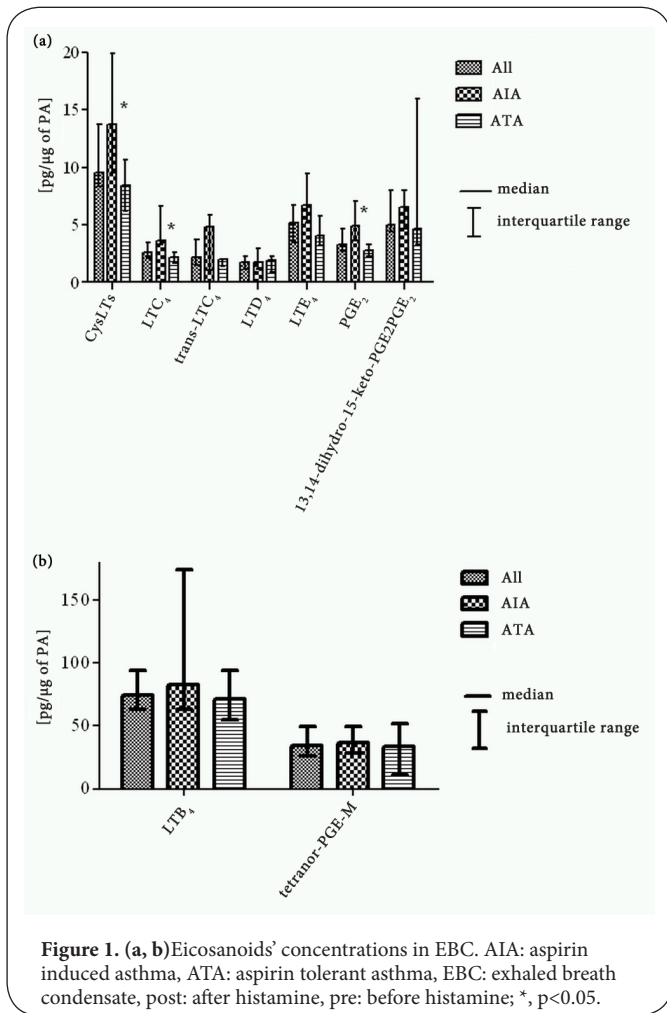 (a)
20
15
10
5
0
[pg/μg of PA]
*
*
*
CysLTs
LTC₄
trans-LTC₄
LTD₄
LTE₄
PGE₂
13,14-dihydro-15-keto-PGE2PGE₂
All
AIA
ATA
median
interquartile range
(b)
150
100
50
0
[pg/μg of PA]
LTB₄
tetranor-PGE-M
All
AIA
ATA
median
interquartile range
Figure 1. (a, b)Eicosanoids’ concentrations in EBC. AIA: aspirin
induced asthma, ATA: aspirin tolerant asthma, EBC: exhaled breath
condensate, post: after histamine, pre: before histamine; *, p<0.05.